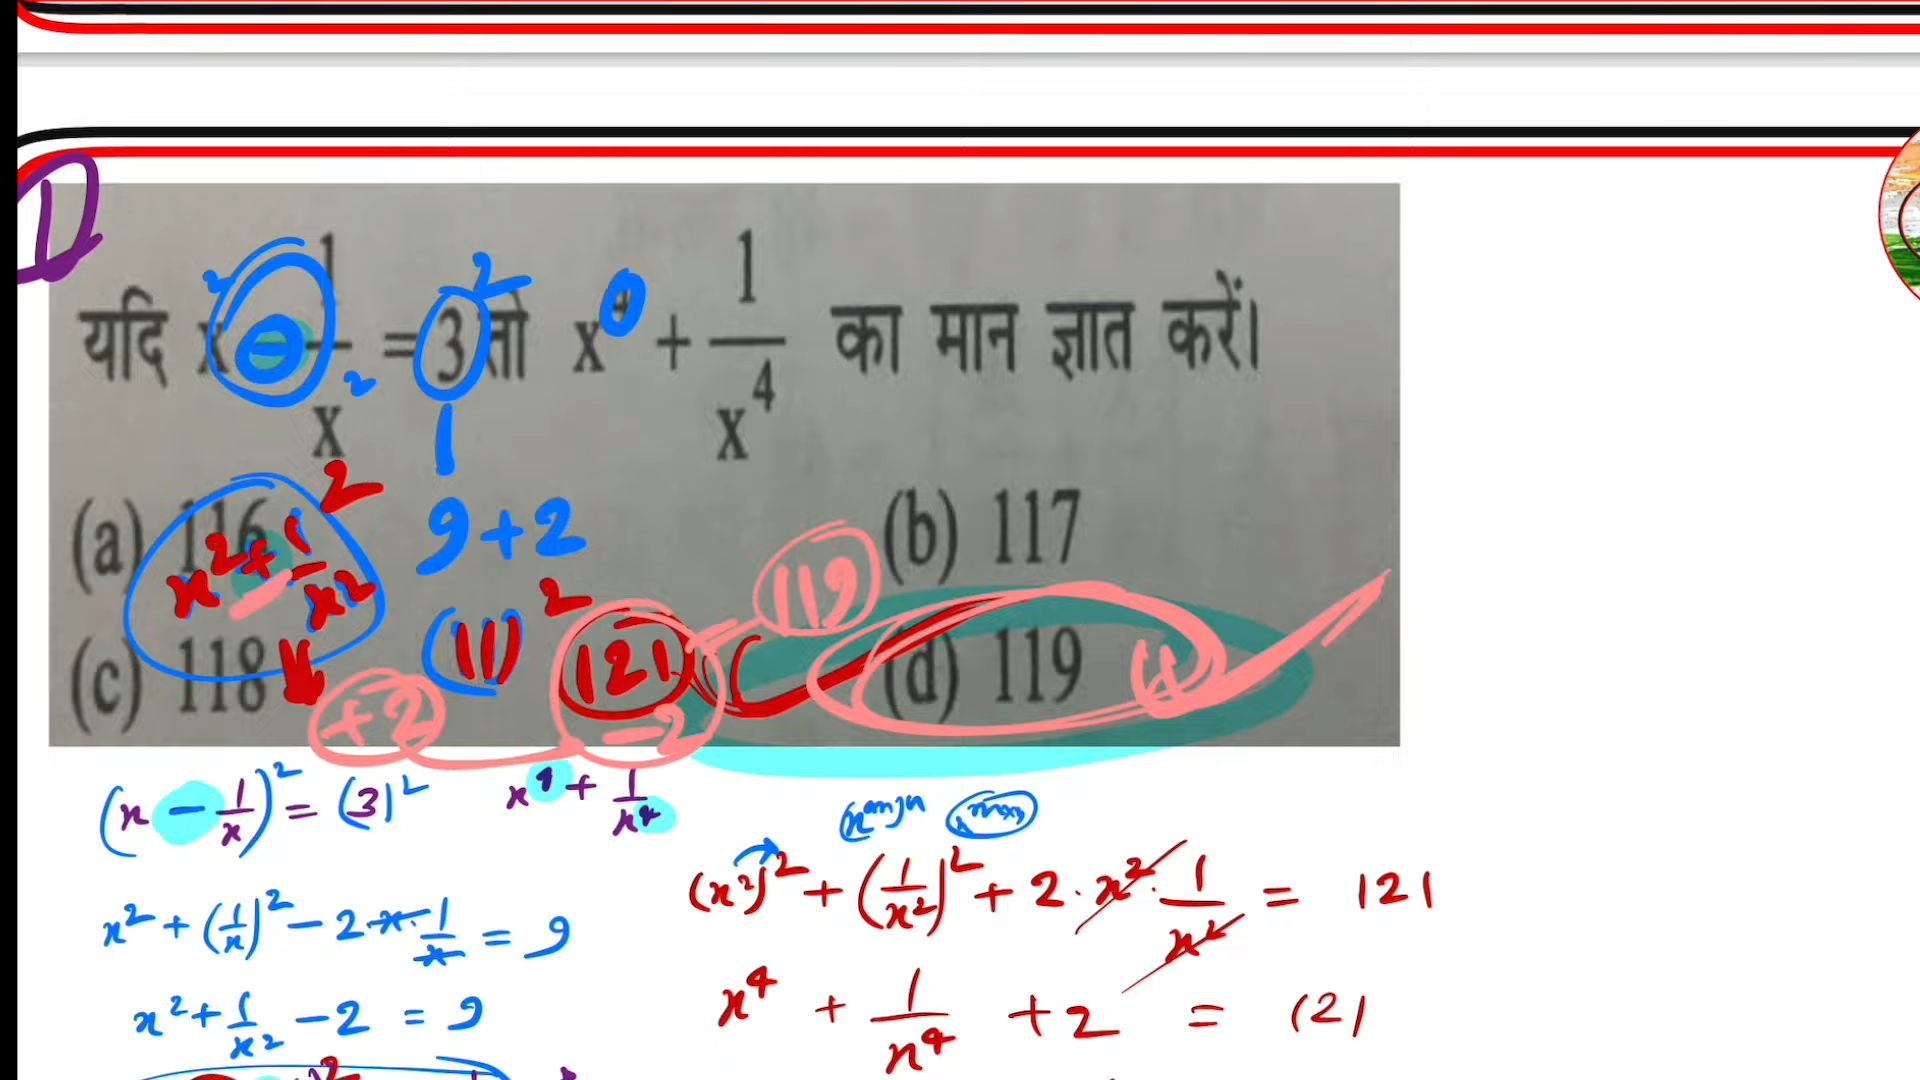 1
यदि x - 1/x = 3 तो x⁴ + 1/x⁴ का मान ज्ञात करें।
(a) 116 (b) 117
(c) 118 (d) 119
x² + 1/x² 2
9+2
(11)² 121 119
+2 -2
(x - 1/x)² = (3)² x⁴ + 1/x⁴
x² + (1/x)² - 2·x·1/x = 9
(x²)² + (1/x²)² + 2·x²·1/x² = 121
x² + 1/x² - 2 = 9
x⁴ + 1/x⁴ + 2 = 121